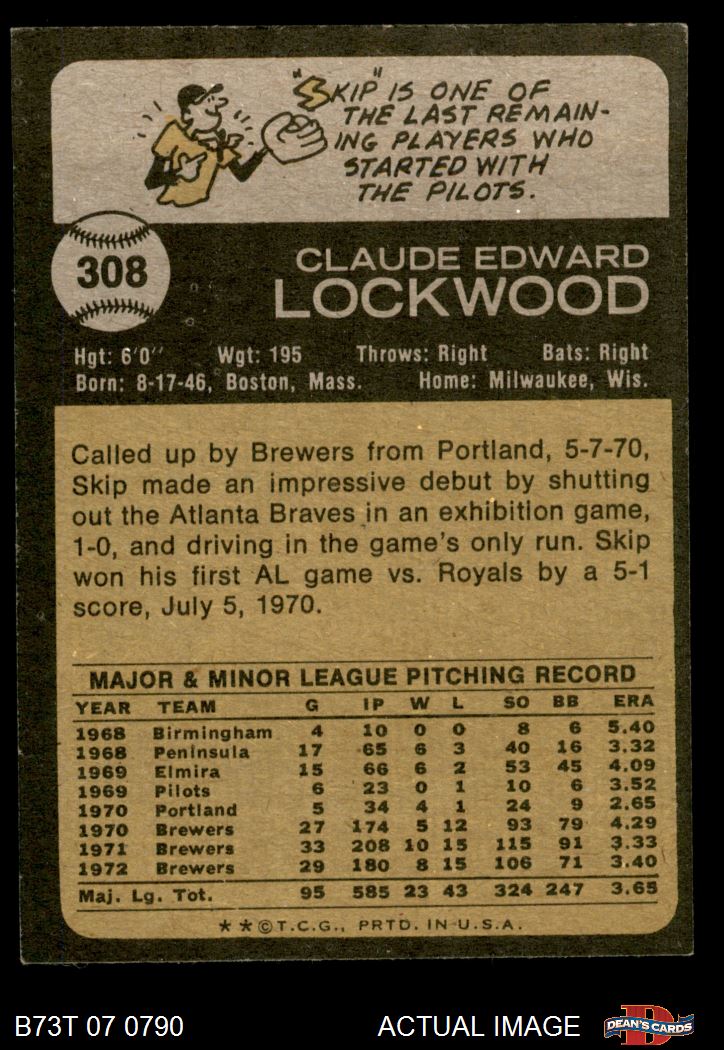 "SKIP" IS ONE OF
THE LAST REMAIN-
ING PLAYERS WHO
STARTED WITH
THE PILOTS.
308
CLAUDE EDWARD
LOCKWOOD
Hgt: 6'0" Wgt: 195 Throws: Right Bats: Right
Born: 8-17-46, Boston, Mass. Home: Milwaukee, Wis.
Called up by Brewers from Portland, 5-7-70,
Skip made an impressive debut by shutting
out the Atlanta Braves in an exhibition game,
1-0, and driving in the game's only run. Skip
won his first AL game vs. Royals by a 5-1
score, July 5, 1970.
MAJOR & MINOR LEAGUE PITCHING RECORD
YEAR TEAM G IP W L SO BB ERA
1968 Birmingham 4 10 0 0 8 6 5.40
1968 Peninsula 17 65 6 3 40 16 3.32
1969 Elmira 15 66 6 2 53 45 4.09
1969 Pilots 6 23 0 1 10 6 3.52
1970 Portland 5 34 4 1 24 9 2.65
1970 Brewers 27 174 5 12 93 79 4.29
1971 Brewers 33 208 10 15 115 91 3.33
1972 Brewers 29 180 8 15 106 71 3.40
Maj. Lg. Tot. 95 585 23 43 324 247 3.65
* * © T.C.G., PRTD. IN U.S.A.
B73T 07 0790 ACTUAL IMAGE D DEAN'S CARDS